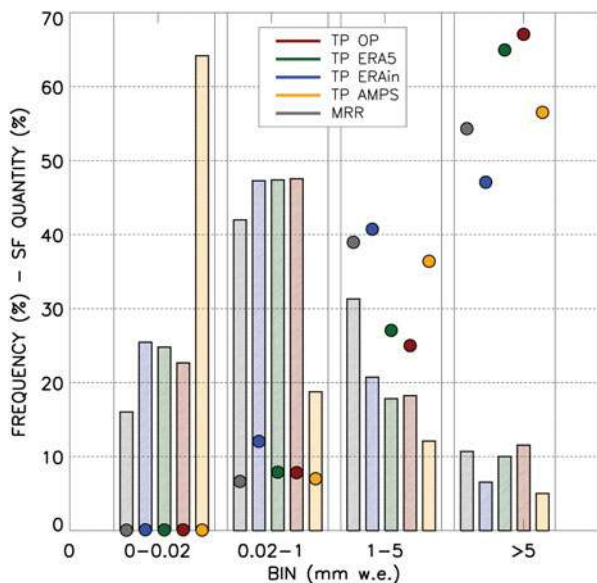 70
60
50
40
30
20
10
0
FREQUENCY (%) – SF QUANTITY (%)
TP OP
TP ERA5
TP ERAin
TP AMPS
MRR
0 0–0.02 0.02–1 1–5 >5
BIN (mm w.e.)